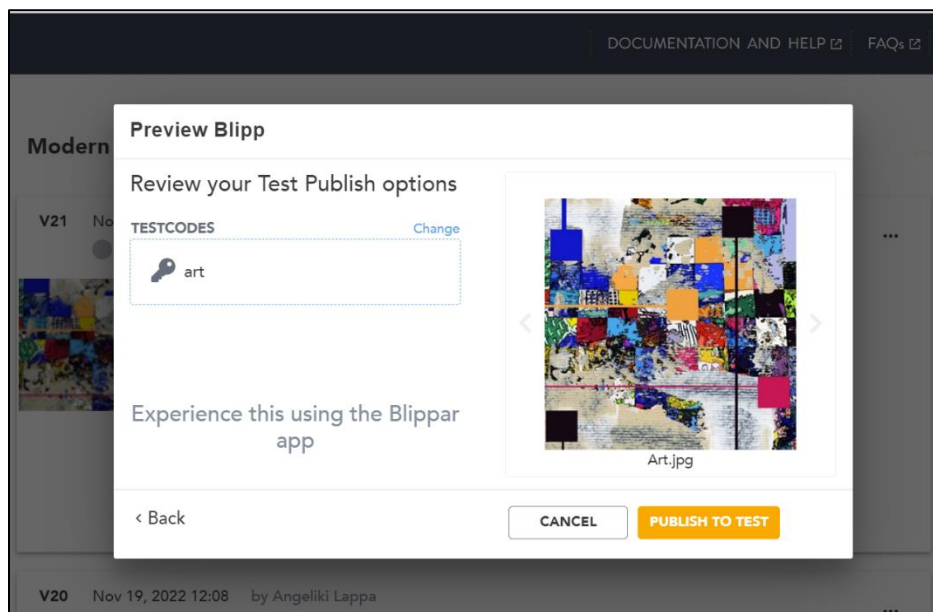 DOCUMENTATION AND HELP
FAQs
Modern
Preview Blipp
Review your Test Publish options
V21 No
TESTCODES
Change
art
Experience this using the Blippar
app
Art.jpg
< Back
CANCEL
PUBLISH TO TEST
V20 Nov 19, 2022 12:08 by Angeliki Lappa